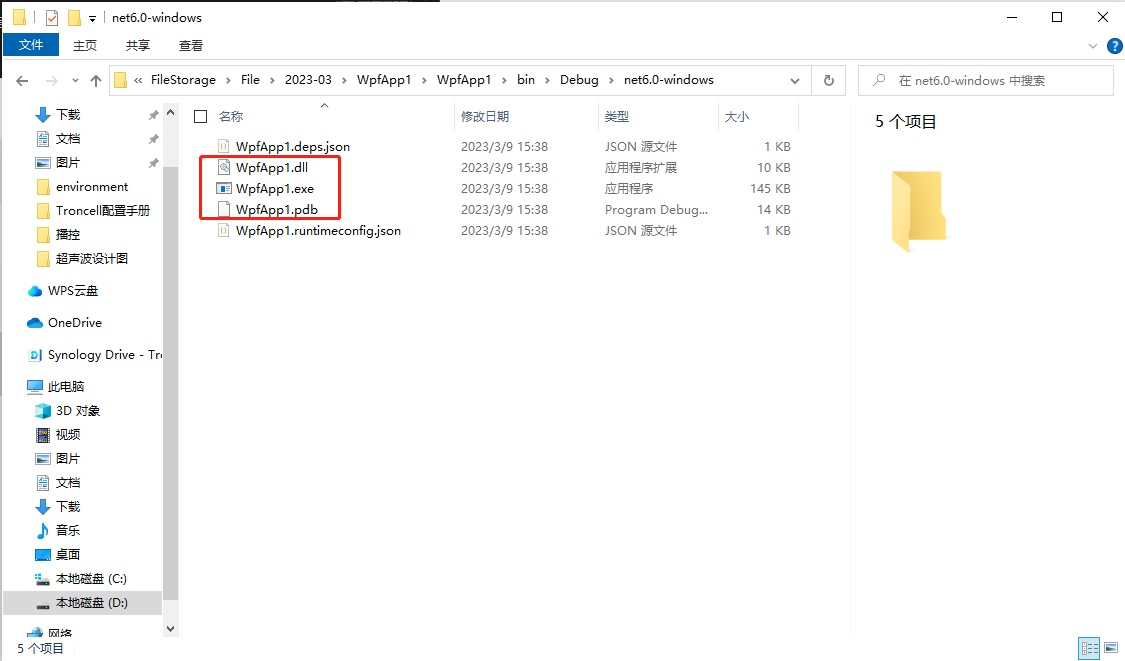 net6.0-windows
文件 主页 共享 查看
« FileStorage › File › 2023-03 › WpfApp1 › WpfApp1 › bin › Debug › net6.0-windows
在 net6.0-windows 中搜索
下载
文档
图片
environment
Troncell配置手册
播控
超声波设计图
WPS云盘
OneDrive
Synology Drive - Tr
此电脑
3D 对象
视频
图片
文档
下载
音乐
桌面
本地磁盘 (C:)
本地磁盘 (D:)
网络
名称 修改日期 类型 大小
WpfApp1.deps.json 2023/3/9 15:38 JSON 源文件 1 KB
WpfApp1.dll 2023/3/9 15:38 应用程序扩展 10 KB
WpfApp1.exe 2023/3/9 15:38 应用程序 145 KB
WpfApp1.pdb 2023/3/9 15:38 Program Debug... 14 KB
WpfApp1.runtimeconfig.json 2023/3/9 15:38 JSON 源文件 1 KB
5 个项目
5 个项目